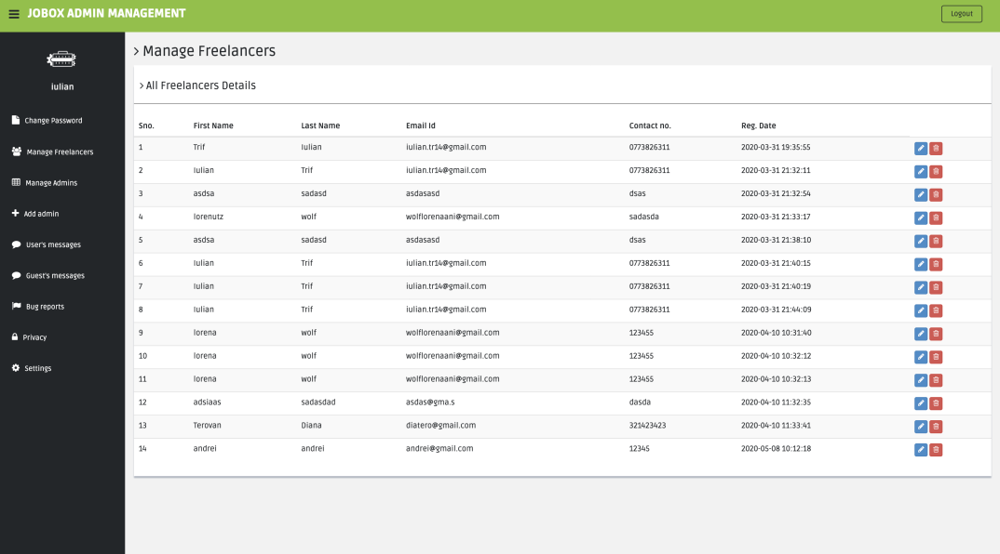 JOBOX ADMIN MANAGEMENT
Logout
iulian
Change Password
Manage Freelancers
Manage Admins
Add admin
User's messages
Guest's messages
Bug reports
Privacy
Settings
> Manage Freelancers
> All Freelancers Details
Sno. First Name Last Name Email Id Contact no. Reg. Date
1 Trif Iulian iulian.tr14@gmail.com 0773826311 2020-03-31 19:35:55
2 Iulian Trif iulian.tr14@gmail.com 0773826311 2020-03-31 21:32:11
3 asdsa sadasd asdasasd dsas 2020-03-31 21:32:54
4 lorenutz wolf wolflorenaani@gmail.com sadasda 2020-03-31 21:33:17
5 asdsa sadasd asdasasd dsas 2020-03-31 21:38:10
6 Iulian Trif iulian.tr14@gmail.com 0773826311 2020-03-31 21:40:15
7 Iulian Trif iulian.tr14@gmail.com 0773826311 2020-03-31 21:40:19
8 Iulian Trif iulian.tr14@gmail.com 0773826311 2020-03-31 21:44:09
9 lorena wolf wolflorenaani@gmail.com 123455 2020-04-10 10:31:40
10 lorena wolf wolflorenaani@gmail.com 123455 2020-04-10 10:32:12
11 lorena wolf wolflorenaani@gmail.com 123455 2020-04-10 10:32:13
12 adsiaas sadasdad asdas@gma.s dasda 2020-04-10 11:32:35
13 Terovan Diana diatero@gmail.com 321423423 2020-04-10 11:33:41
14 andrei andrei andrei@gmail.com 12345 2020-05-08 10:12:18